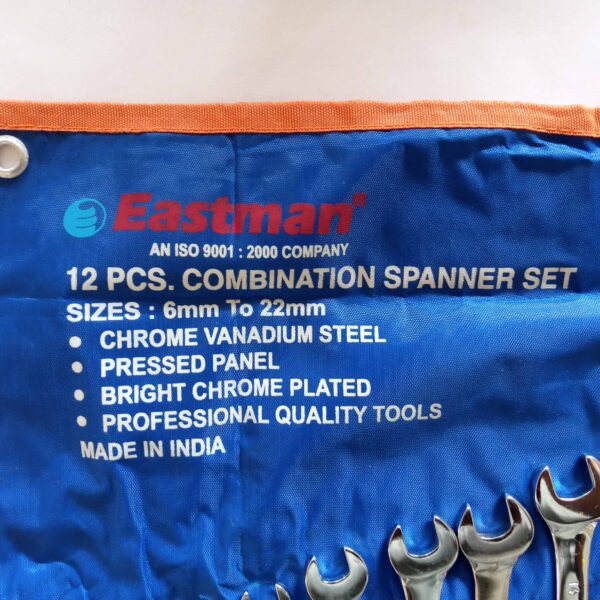 Eastman®
AN ISO 9001 : 2000 COMPANY
12 PCS. COMBINATION SPANNER SET
SIZES : 6mm To 22mm
• CHROME VANADIUM STEEL
• PRESSED PANEL
• BRIGHT CHROME PLATED
• PROFESSIONAL QUALITY TOOLS
MADE IN INDIA